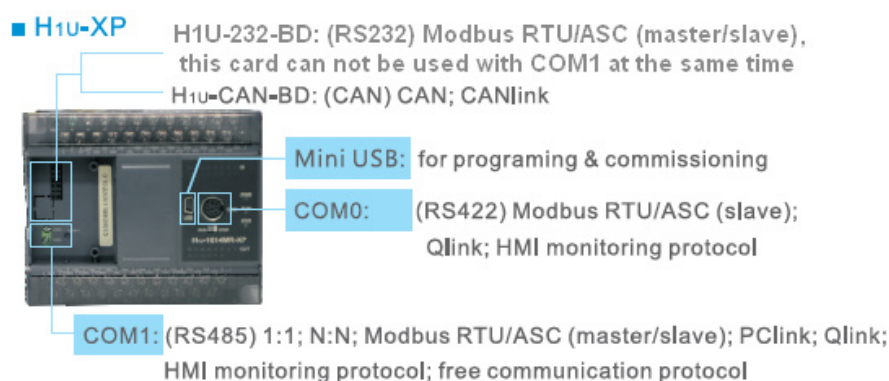 H1U-XP
H1U-232-BD: (RS232) Modbus RTU/ASC (master/slave),
this card can not be used with COM1 at the same time
H1U-CAN-BD: (CAN) CAN; CANlink
Mini USB: for programing & commissioning
COM0: (RS422) Modbus RTU/ASC (slave);
Qlink; HMI monitoring protocol
COM1: (RS485) 1:1; N:N; Modbus RTU/ASC (master/slave); PClink; Qlink;
HMI monitoring protocol; free communication protocol